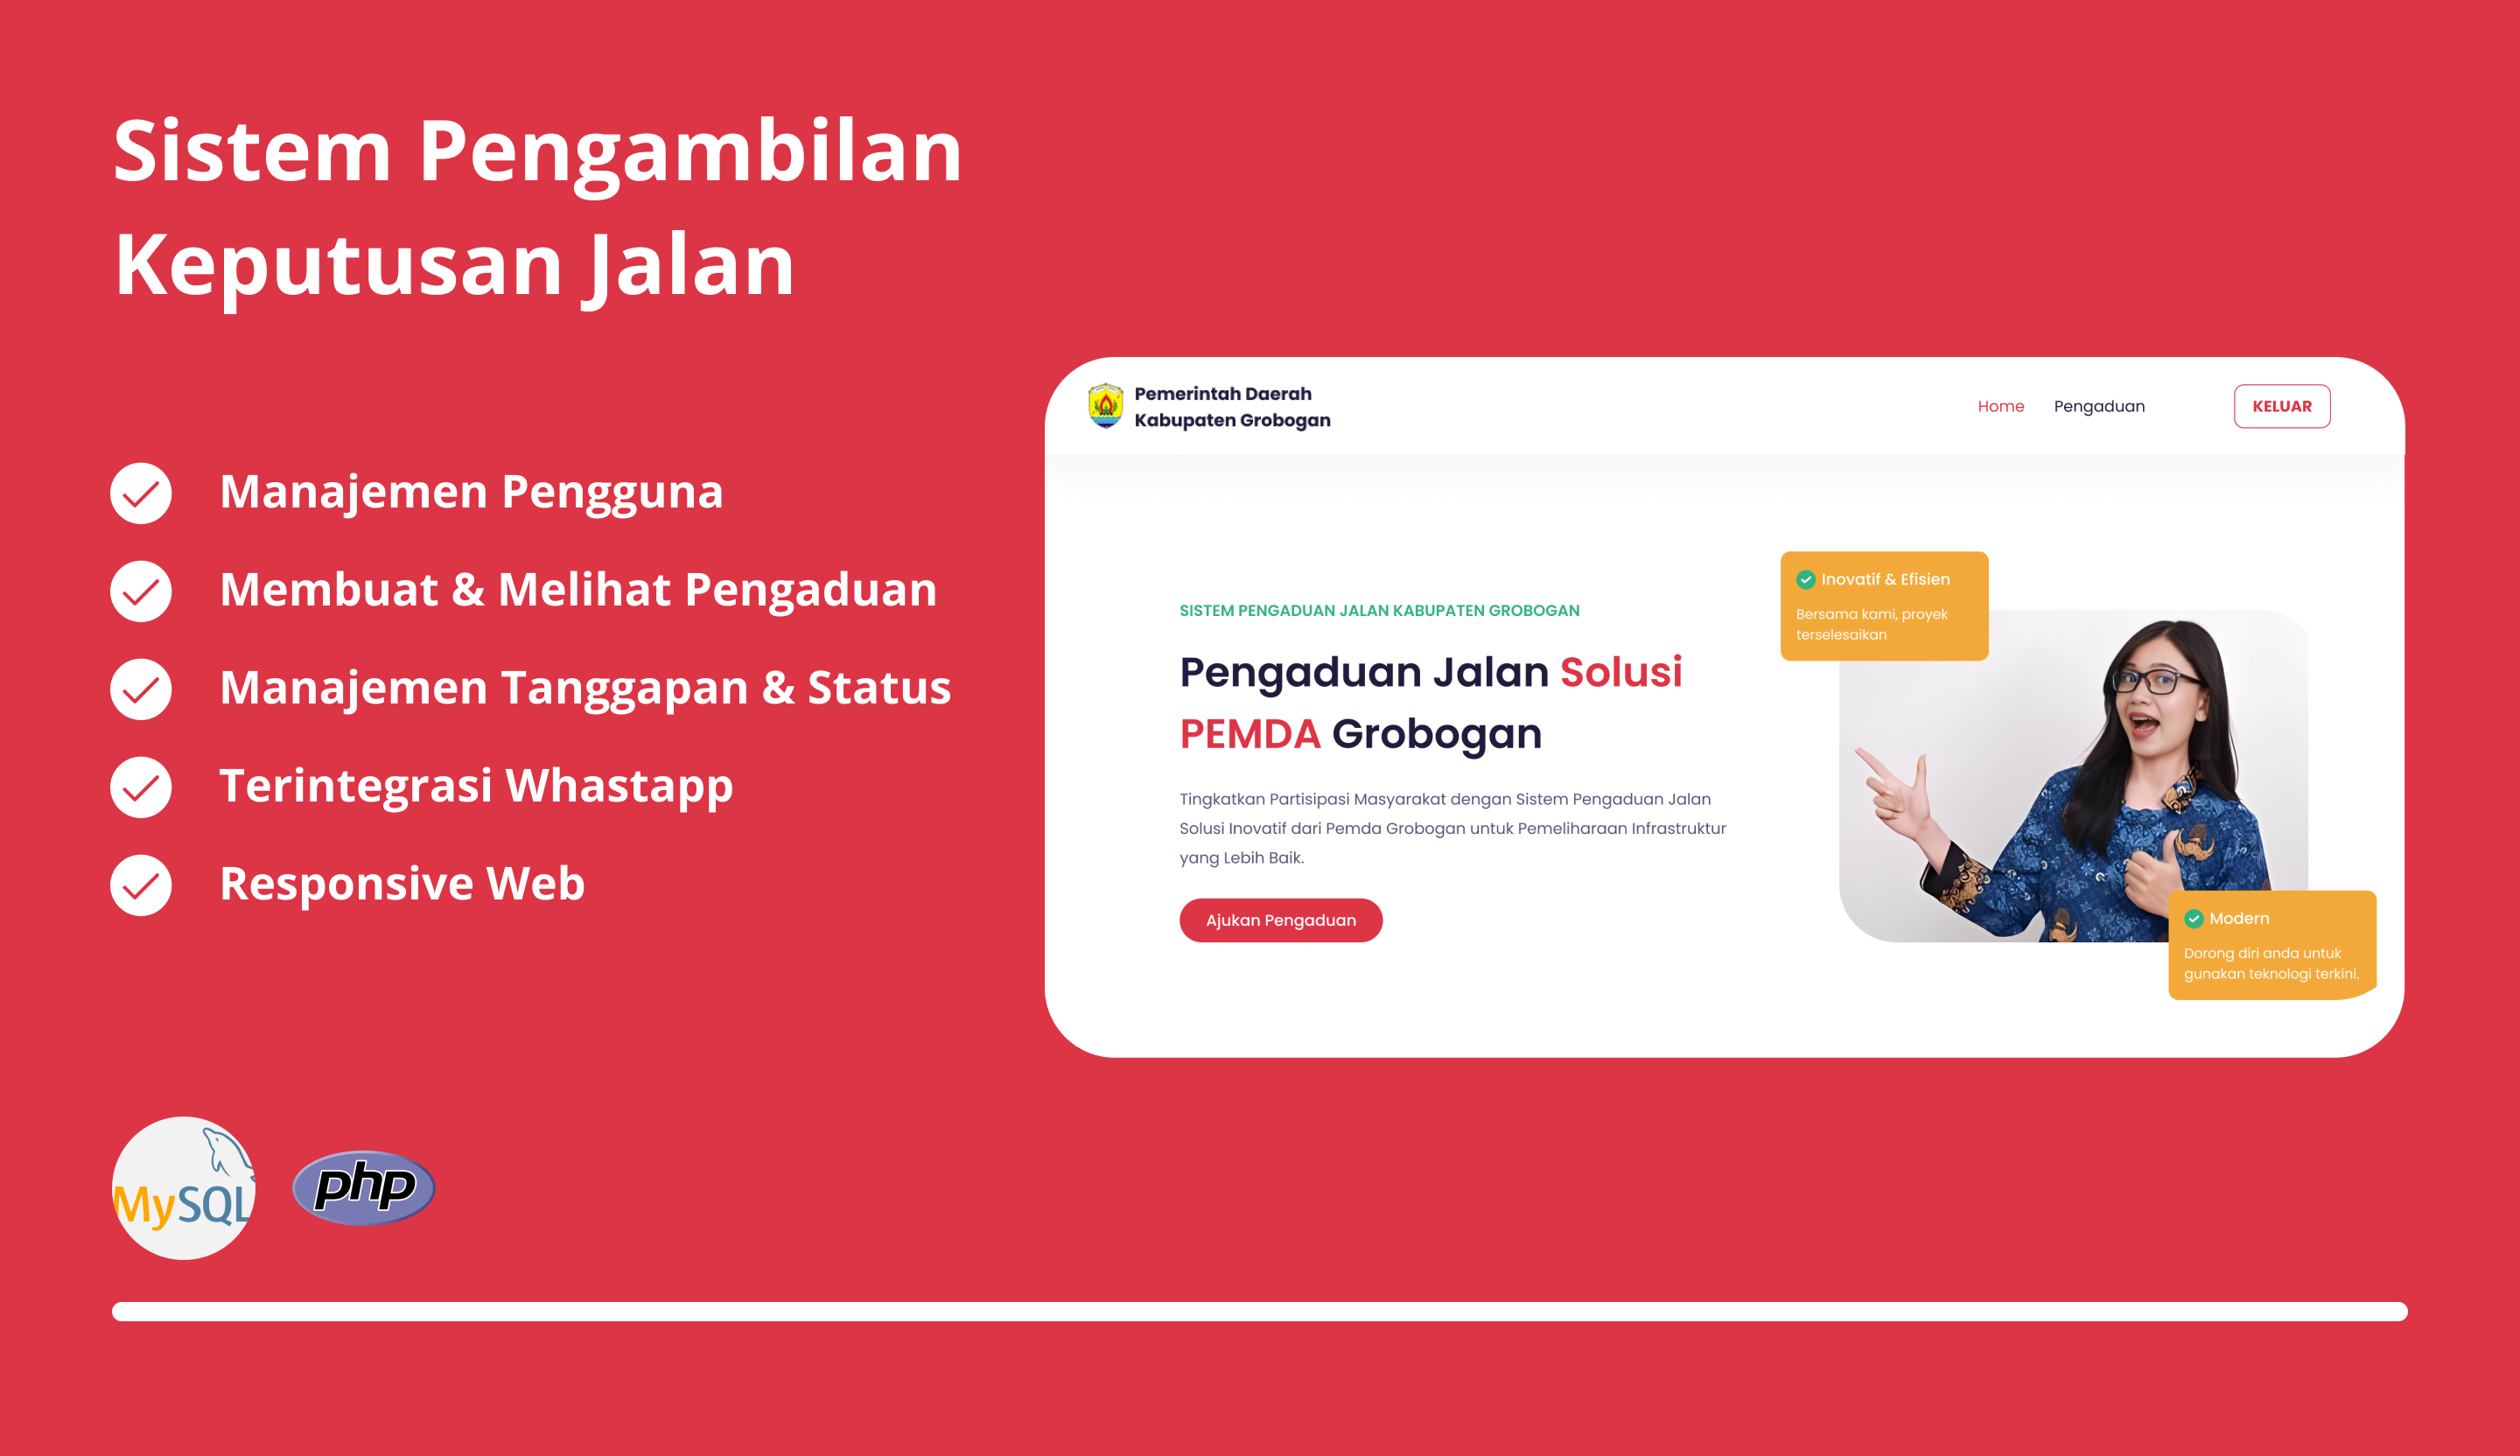 Sistem Pengambilan
Keputusan Jalan
Manajemen Pengguna
Membuat & Melihat Pengaduan
Manajemen Tanggapan & Status
Terintegrasi Whastapp
Responsive Web
Pemerintah Daerah
Kabupaten Grobogan
Home
Pengaduan
KELUAR
SISTEM PENGADUAN JALAN KABUPATEN GROBOGAN
Pengaduan Jalan Solusi
PEMDA Grobogan
Tingkatkan Partisipasi Masyarakat dengan Sistem Pengaduan Jalan
Solusi Inovatif dari Pemda Grobogan untuk Pemeliharaan Infrastruktur
yang Lebih Baik.
Ajukan Pengaduan
Inovatif & Efisien
Bersama kami, proyek
terselesaikan
Modern
Dorong diri anda untuk
gunakan teknologi terkini.
MySQL
php